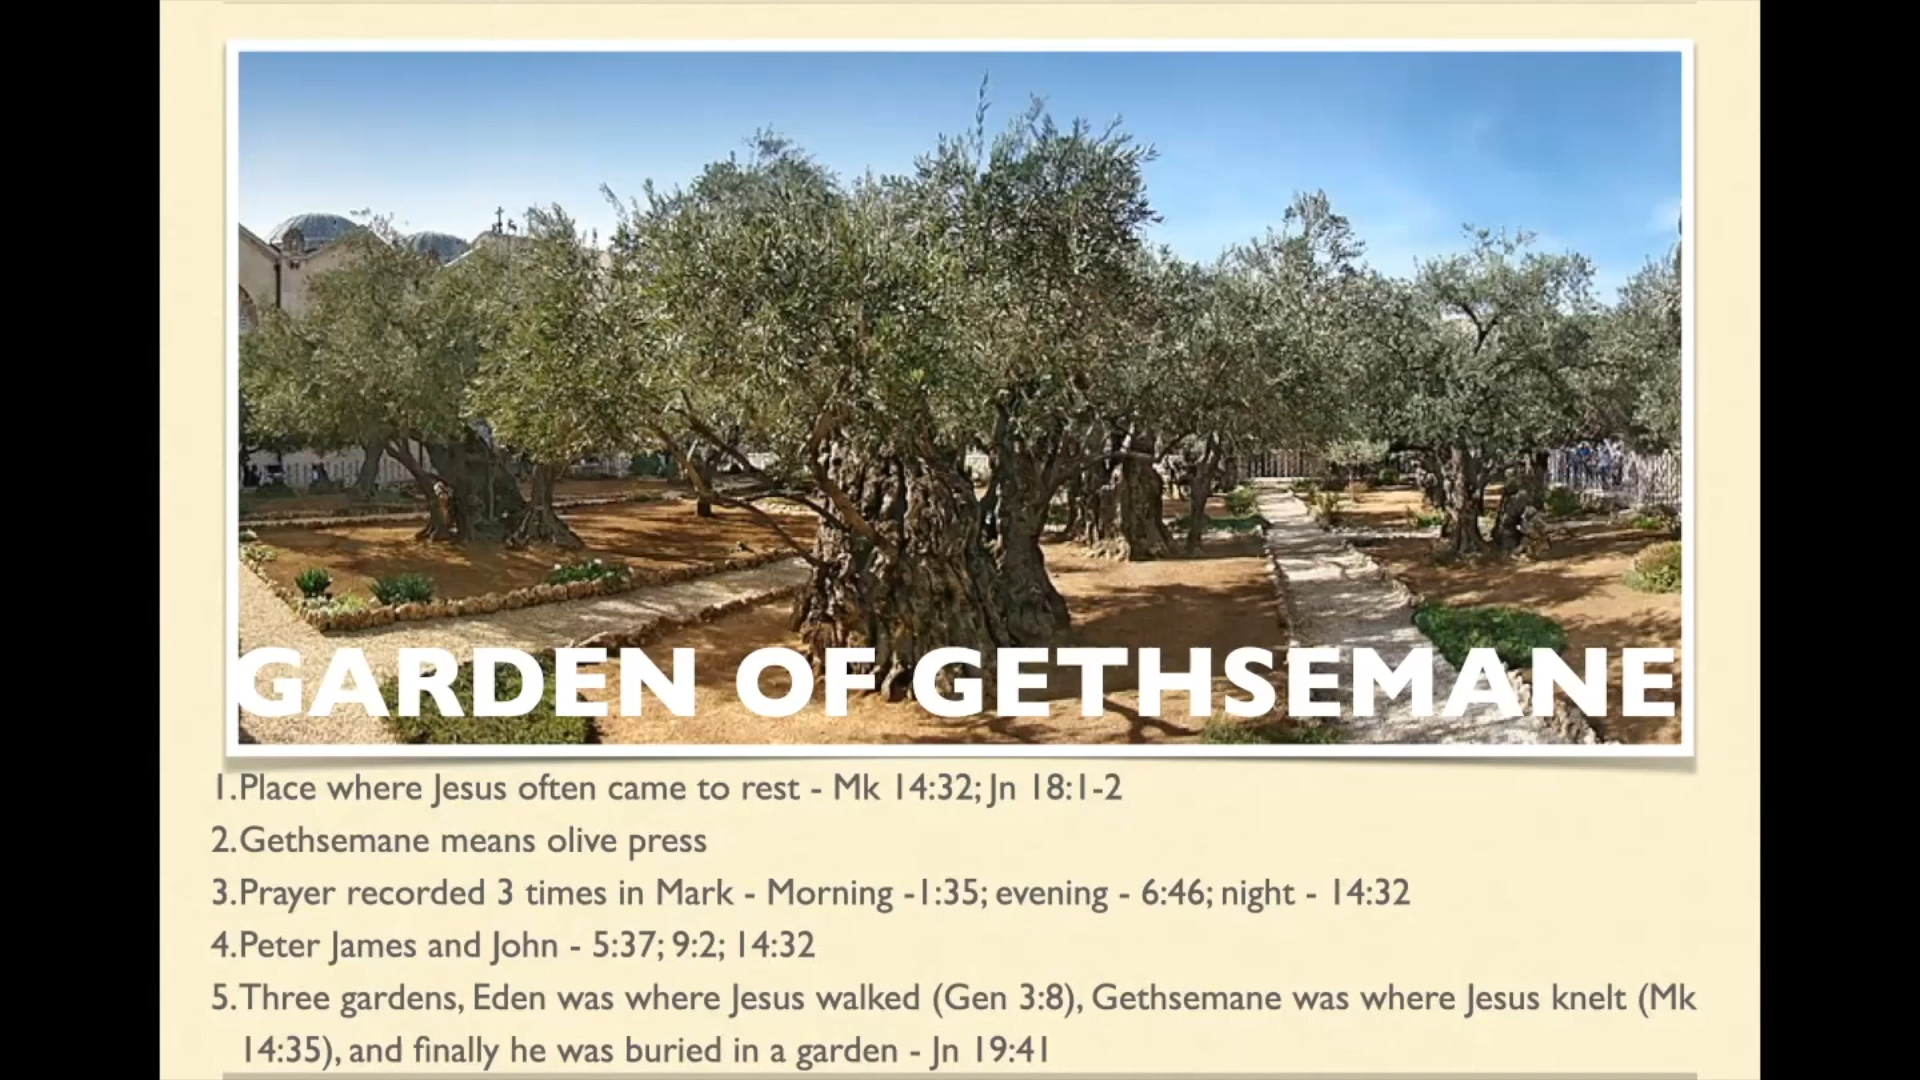 GARDEN OF GETHSEMANE
1.Place where Jesus often came to rest - Mk 14:32; Jn 18:1-2
2.Gethsemane means olive press
3.Prayer recorded 3 times in Mark - Morning -1:35; evening - 6:46; night - 14:32
4.Peter James and John - 5:37; 9:2; 14:32
5.Three gardens, Eden was where Jesus walked (Gen 3:8), Gethsemane was where Jesus knelt (Mk
14:35), and finally he was buried in a garden - Jn 19:41